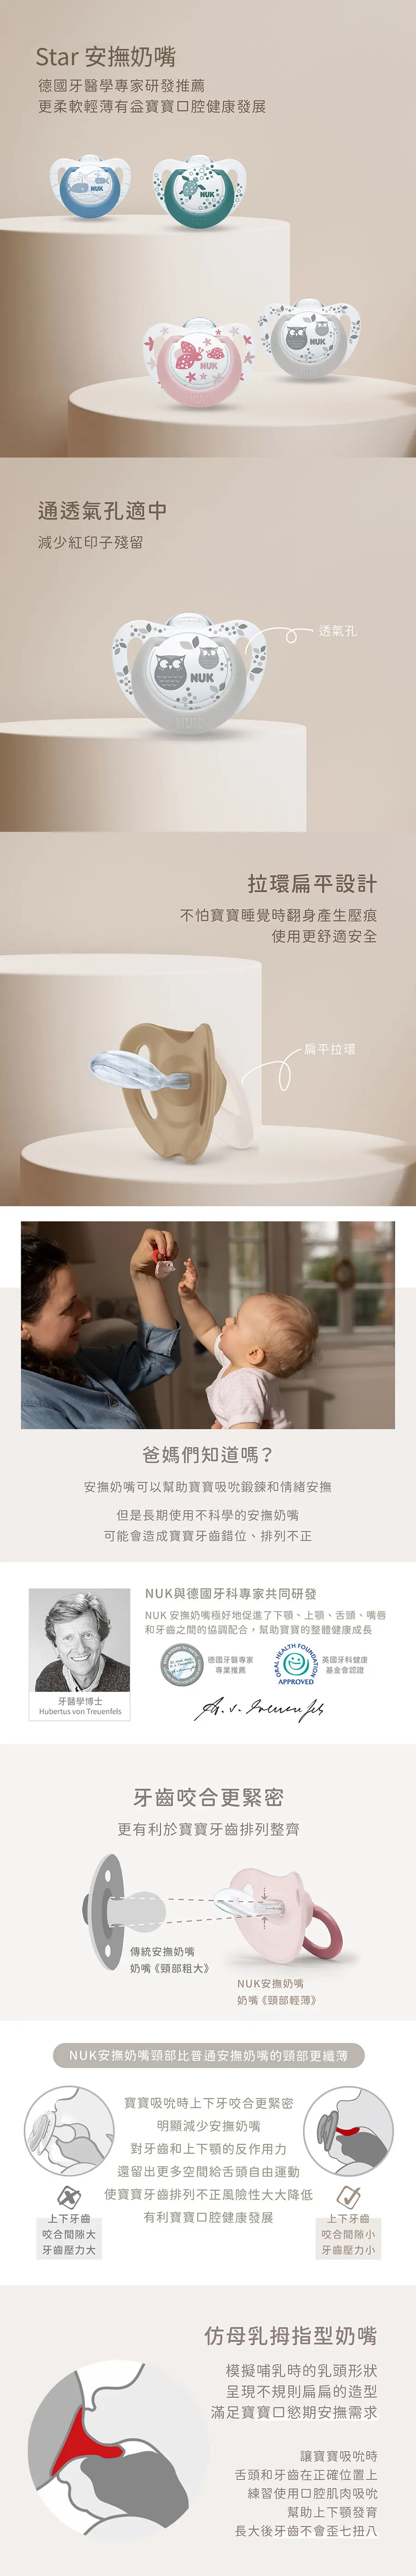 Star 安撫奶嘴
德國牙醫學專家研發推薦
更柔軟輕薄有益寶寶口腔健康發展
NUK
NUK
NUK
NUK
通透氣孔適中
減少紅印子殘留
透氣孔
NUK
NUK
拉環扁平設計
不怕寶寶睡覺時翻身產生壓痕
使用更舒適安全
扁平拉環
爸媽們知道嗎？
安撫奶嘴可以幫助寶寶吸吮鍛鍊和情緒安撫
但是長期使用不科學的安撫奶嘴
可能會造成寶寶牙齒錯位、排列不正
NUK與德國牙科專家共同研發
NUK 安撫奶嘴極好地促進了下顎、上顎、舌頭、嘴唇
和牙齒之間的協調配合，幫助寶寶的整體健康成長
德國牙醫專家
專業推薦
ORAL HEALTH FOUNDATION
APPROVED
英國牙科健康
基金會認證
牙醫學博士
Hubertus von Treuenfels
牙齒咬合更緊密
更有利於寶寶牙齒排列整齊
傳統安撫奶嘴
奶嘴《頸部粗大》
NUK安撫奶嘴
奶嘴《頸部輕薄》
NUK安撫奶嘴頸部比普通安撫奶嘴的頸部更纖薄
寶寶吸吮時上下牙咬合更緊密
明顯減少安撫奶嘴
對牙齒和上下顎的反作用力
還留出更多空間給舌頭自由運動
使寶寶牙齒排列不正風險性大大降低
有利寶寶口腔健康發展
上下牙齒
咬合間隙大
牙齒壓力大
上下牙齒
咬合間隙小
牙齒壓力小
仿母乳拇指型奶嘴
模擬哺乳時的乳頭形狀
呈現不規則扁扁的造型
滿足寶寶口慾期安撫需求
讓寶寶吸吮時
舌頭和牙齒在正確位置上
練習使用口腔肌肉吸吮
幫助上下顎發育
長大後牙齒不會歪七扭八